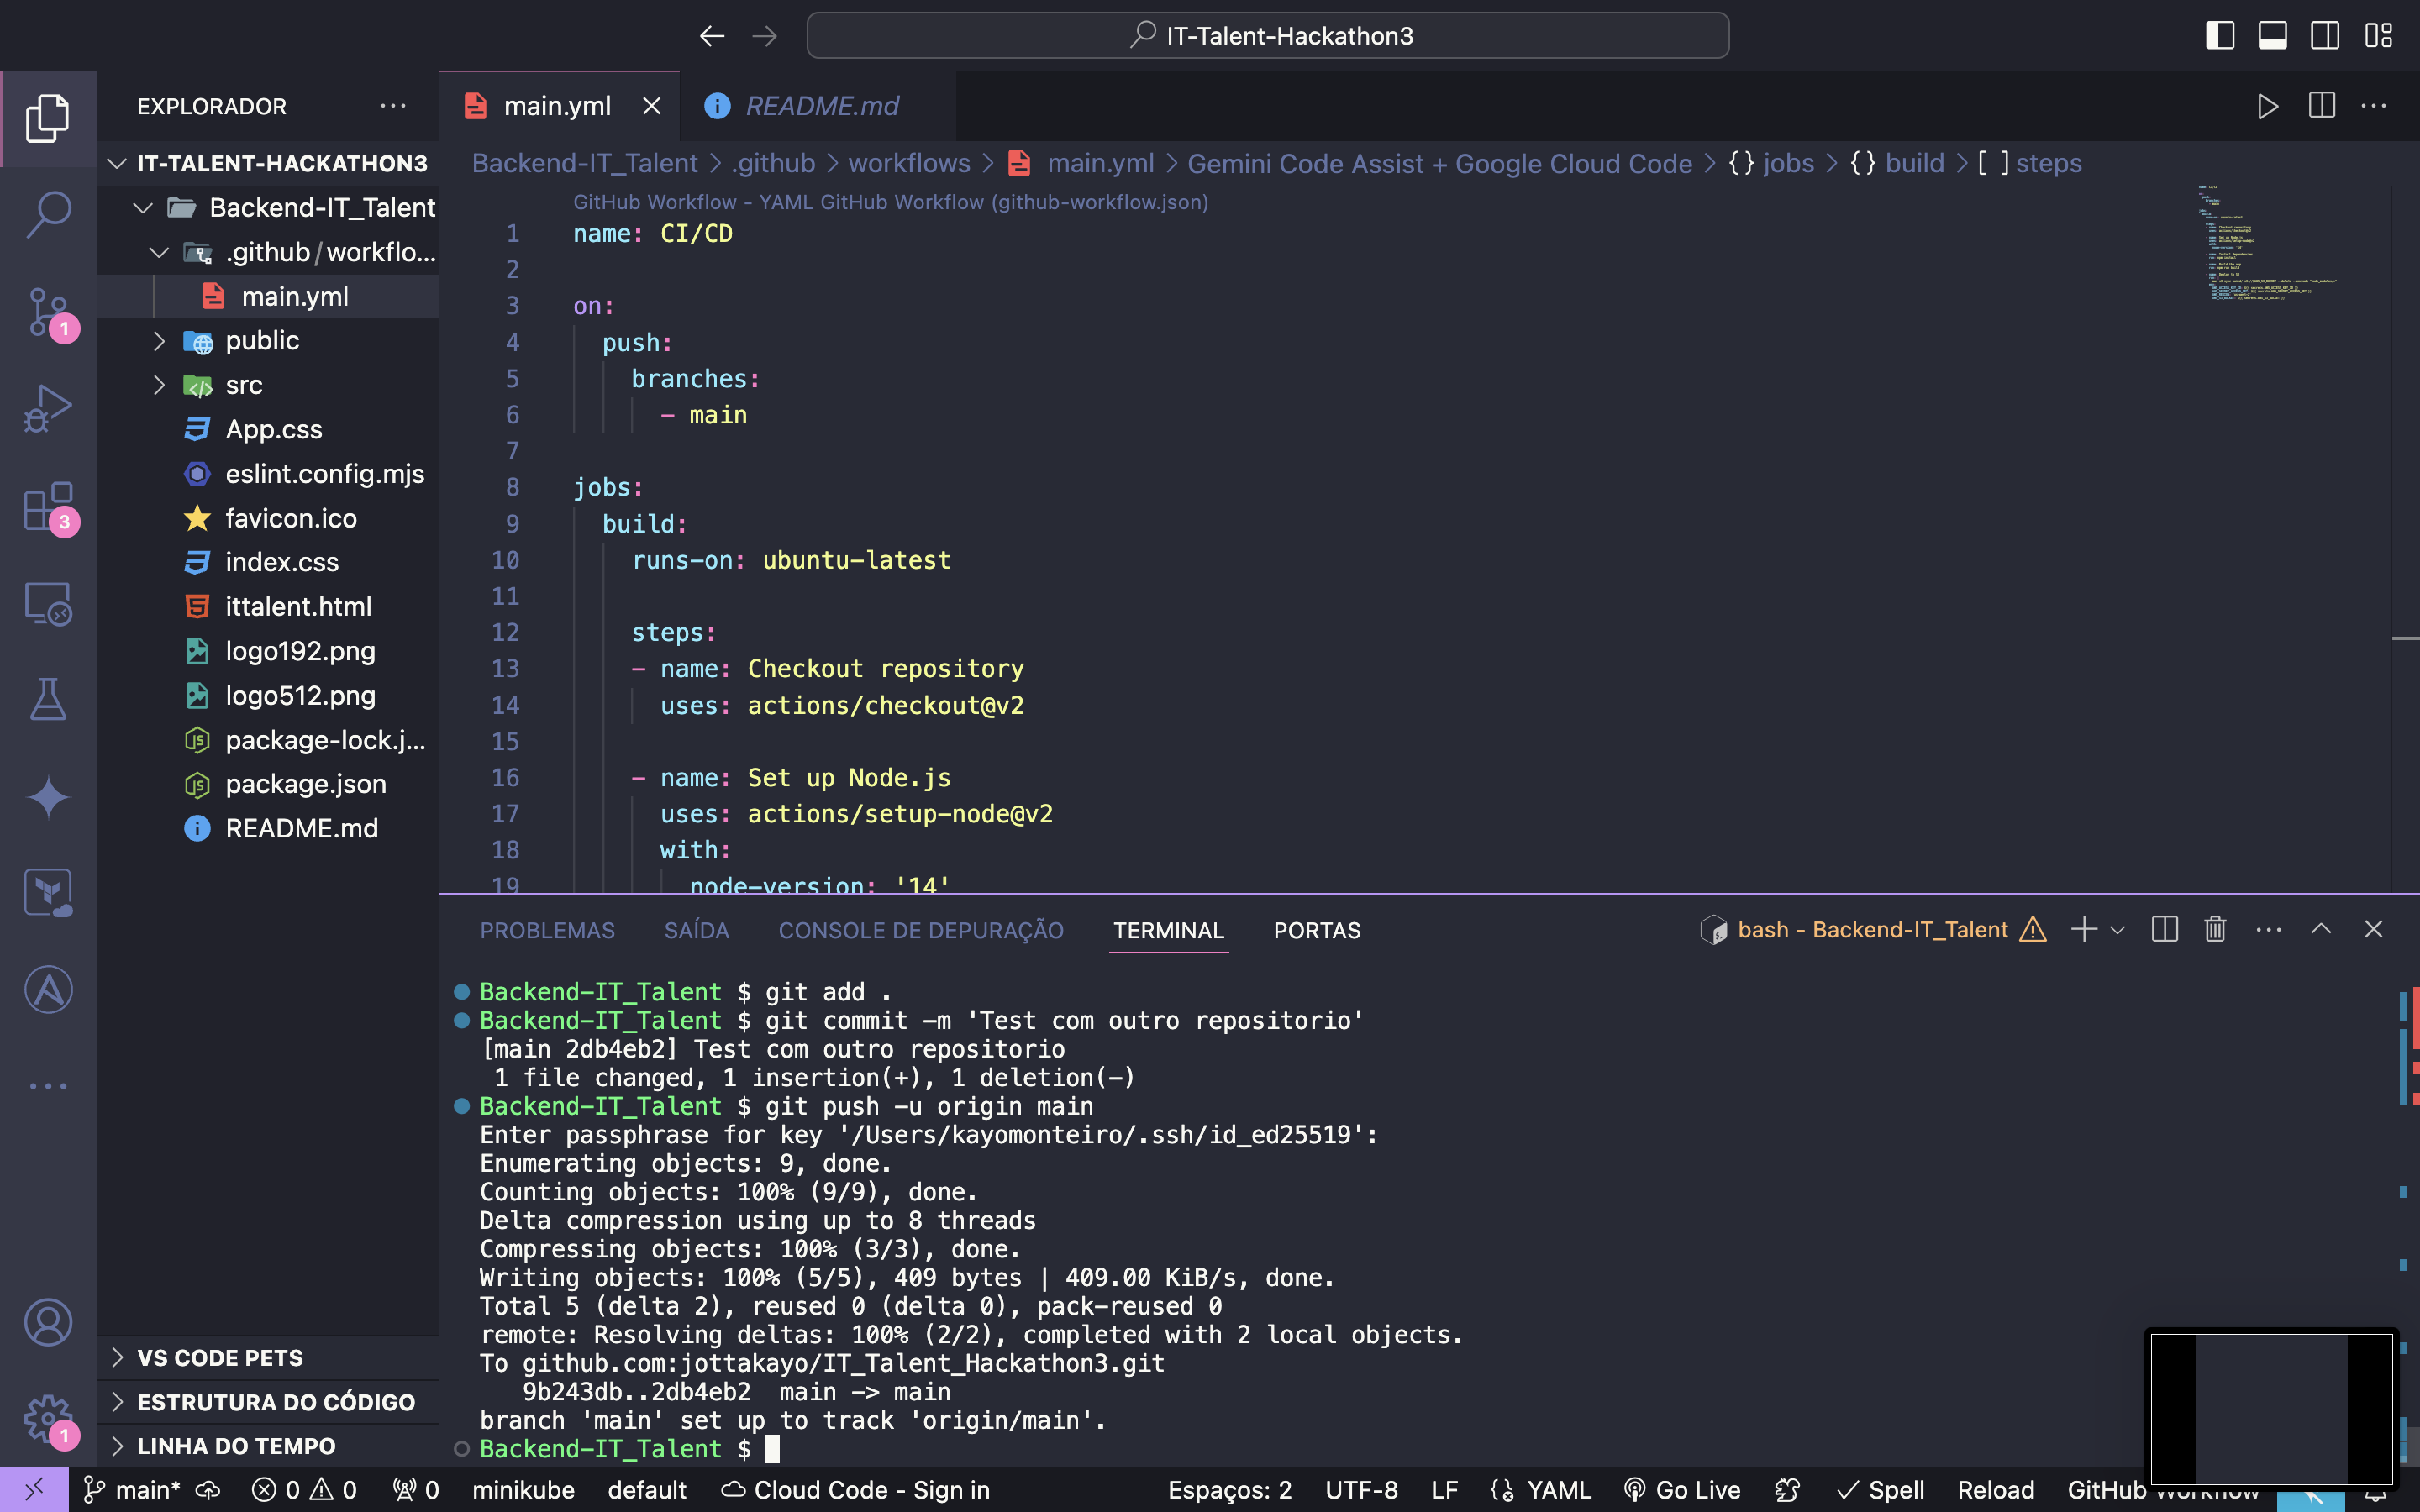 IT-Talent-Hackathon3
EXPLORADOR
IT-TALENT-HACKATHON3
Backend-IT_Talent
.github/workflo...
main.yml
public
src
App.css
eslint.config.mjs
favicon.ico
index.css
ittalent.html
logo192.png
logo512.png
package-lock.j...
package.json
README.md
VS CODE PETS
ESTRUTURA DO CÓDIGO
LINHA DO TEMPO
1
3
1
main.yml
README.md
Backend-IT_Talent > .github > workflows > main.yml > Gemini Code Assist + Google Cloud Code > {} jobs > {} build > [ ] steps
GitHub Workflow - YAML GitHub Workflow (github-workflow.json)
1 name: CI/CD
2
3 on:
4 push:
5 branches:
6 - main
7
8 jobs:
9 build:
10 runs-on: ubuntu-latest
11
12 steps:
13 - name: Checkout repository
14 uses: actions/checkout@v2
15
16 - name: Set up Node.js
17 uses: actions/setup-node@v2
18 with:
19 node-version: '14'
PROBLEMAS SAÍDA CONSOLE DE DEPURAÇÃO TERMINAL PORTAS
bash - Backend-IT_Talent
Backend-IT_Talent $ git add .
Backend-IT_Talent $ git commit -m 'Test com outro repositorio'
[main 2db4eb2] Test com outro repositorio
1 file changed, 1 insertion(+), 1 deletion(-)
Backend-IT_Talent $ git push -u origin main
Enter passphrase for key '/Users/kayomonteiro/.ssh/id_ed25519':
Enumerating objects: 9, done.
Counting objects: 100% (9/9), done.
Delta compression using up to 8 threads
Compressing objects: 100% (3/3), done.
Writing objects: 100% (5/5), 409 bytes | 409.00 KiB/s, done.
Total 5 (delta 2), reused 0 (delta 0), pack-reused 0
remote: Resolving deltas: 100% (2/2), completed with 2 local objects.
To github.com:jottakayo/IT_Talent_Hackathon3.git
9b243db..2db4eb2 main -> main
branch 'main' set up to track 'origin/main'.
Backend-IT_Talent $
main* 0 0 0 minikube default Cloud Code - Sign in Espaços: 2 UTF-8 LF YAML Go Live Spell Reload GitHub Workflow